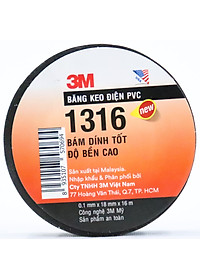 3M
USA
BĂNG KEO ĐIỆN PVC
1316
new
BÁM DÍNH TỐT
ĐỘ BỀN CAO
Sản xuất tại Malaysia.
Nhập khẩu & Phân phối bởi
Cty TNHH 3M Việt Nam
77 Hoàng Văn Thái, Q.7, TP. HCM
0.1 mm x 18 mm x 16 m
Công nghệ 3M Mỹ
Sản phẩm an toàn